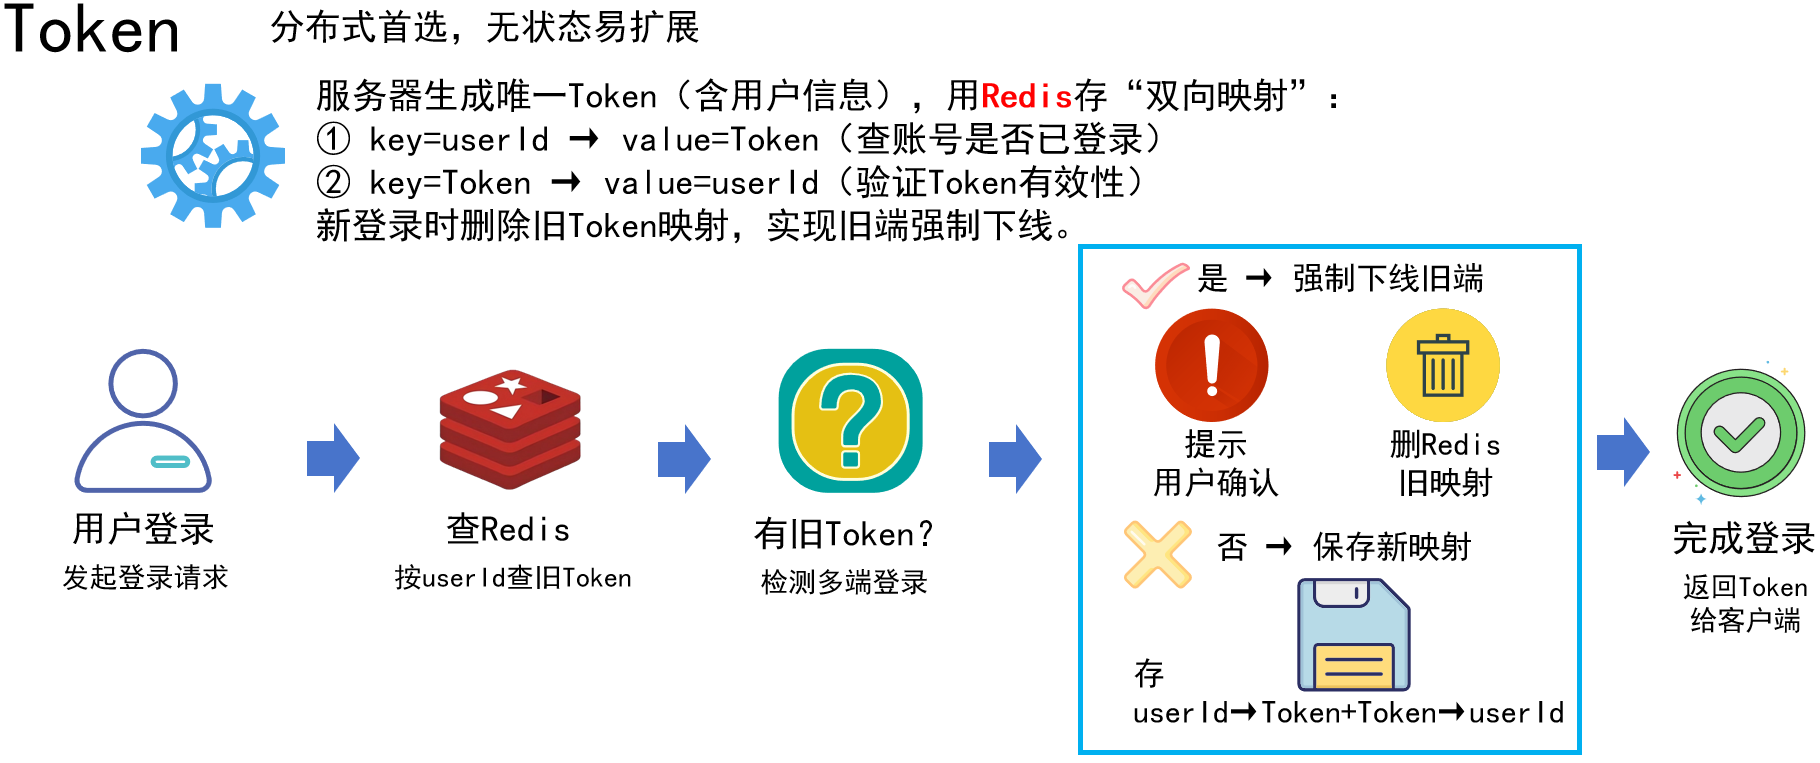 Token
分布式首选，无状态易扩展
服务器生成唯一Token（含用户信息），用Redis存“双向映射”：
① key=userId → value=Token（查账号是否已登录）
② key=Token → value=userId（验证Token有效性）
新登录时删除旧Token映射，实现旧端强制下线。
用户登录
发起登录请求
查Redis
按userId查旧Token
有旧Token？
检测多端登录
是 → 强制下线旧端
提示
用户确认
删Redis
旧映射
否 → 保存新映射
存
userId→Token+Token→userId
完成登录
返回Token
给客户端